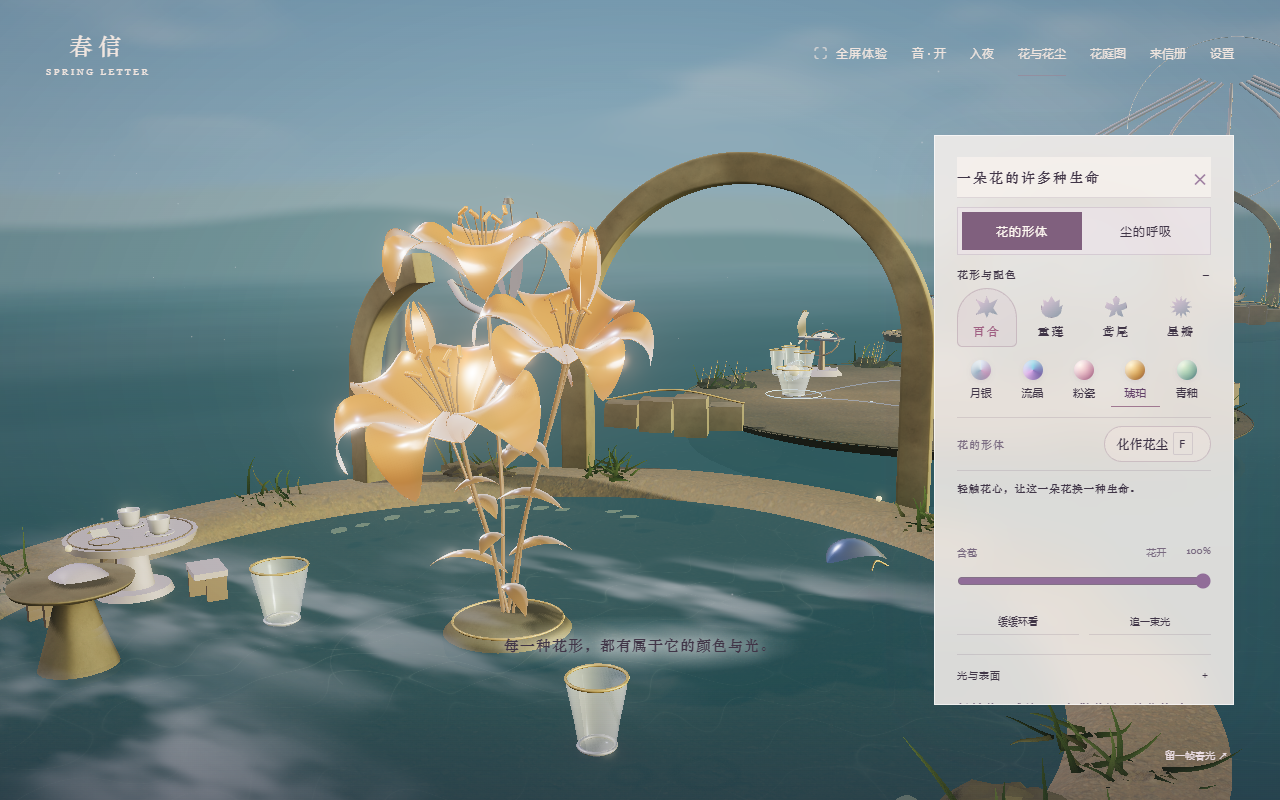 春信
SPRING LETTER
全屏体验 音·开 入夜 花与花尘 花庭图 来信册 设置
一朵花的许多种生命 ×
花的形体 尘的呼吸
花形与配色 −
百合 重莲 鸢尾 星瓣
月银 流晶 粉瓷 琥珀 青釉
花的形体 化作花尘 F
轻触花心，让这一朵花换一种生命。
含苞 花开 100%
缓缓环看 追一束光
每一种花形，都有属于它的颜色与光。
光与表面 +
留一帧春光 ↗